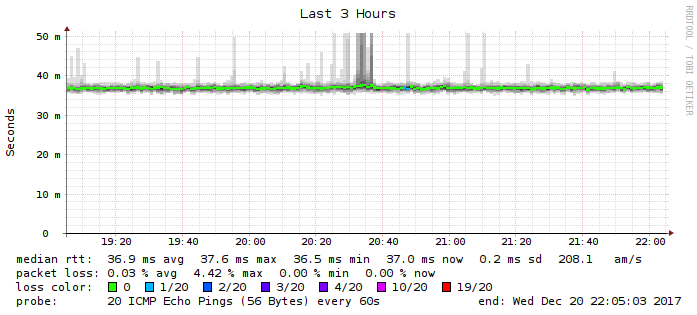 Last 3 Hours
RRDTOOL / TOBI OETIKER
Seconds
50 m
40 m
30 m
20 m
10 m
0
19:20 19:40 20:00 20:20 20:40 21:00 21:20 21:40 22:00
median rtt: 36.9 ms avg 37.6 ms max 36.5 ms min 37.0 ms now 0.2 ms sd 208.1 am/s
packet loss: 0.03 % avg 4.42 % max 0.00 % min 0.00 % now
loss color: 0 1/20 2/20 3/20 4/20 10/20 19/20
probe: 20 ICMP Echo Pings (56 Bytes) every 60s end: Wed Dec 20 22:05:03 2017